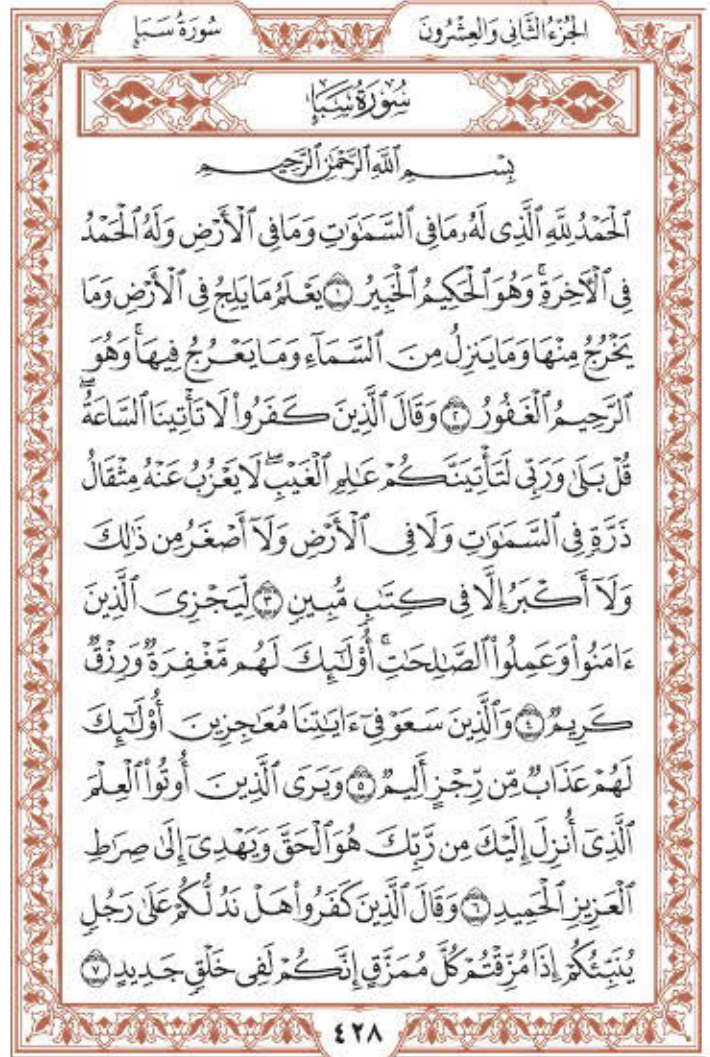 الجُزْءُ الثَّانِي وَالعِشْرُونَ سُورَةُ سَبَإٍ
سُورَةُ سَبَإٍ
بِسۡمِ ٱللَّهِ ٱلرَّحۡمَٰنِ ٱلرَّحِيمِ
ٱلۡحَمۡدُ لِلَّهِ ٱلَّذِي لَهُۥ مَا فِي ٱلسَّمَٰوَٰتِ وَمَا فِي ٱلۡأَرۡضِ وَلَهُ ٱلۡحَمۡدُ
فِي ٱلۡأٓخِرَةِۚ وَهُوَ ٱلۡحَكِيمُ ٱلۡخَبِيرُ ١ يَعۡلَمُ مَا يَلِجُ فِي ٱلۡأَرۡضِ وَمَا
يَخۡرُجُ مِنۡهَا وَمَا يَنزِلُ مِنَ ٱلسَّمَآءِ وَمَا يَعۡرُجُ فِيهَاۚ وَهُوَ
ٱلرَّحِيمُ ٱلۡغَفُورُ ٢ وَقَالَ ٱلَّذِينَ كَفَرُواْ لَا تَأۡتِينَا ٱلسَّاعَةُۖ
قُلۡ بَلَىٰ وَرَبِّي لَتَأۡتِيَنَّكُمۡ عَٰلِمِ ٱلۡغَيۡبِۖ لَا يَعۡزُبُ عَنۡهُ مِثۡقَالُ
ذَرَّةٖ فِي ٱلسَّمَٰوَٰتِ وَلَا فِي ٱلۡأَرۡضِ وَلَآ أَصۡغَرُ مِن ذَٰلِكَ
وَلَآ أَكۡبَرُ إِلَّا فِي كِتَٰبٖ مُّبِينٖ ٣ لِّيَجۡزِيَ ٱلَّذِينَ
ءَامَنُواْ وَعَمِلُواْ ٱلصَّٰلِحَٰتِۚ أُوْلَٰٓئِكَ لَهُم مَّغۡفِرَةٞ وَرِزۡقٞ
كَرِيمٞ ٤ وَٱلَّذِينَ سَعَوۡ فِيٓ ءَايَٰتِنَا مُعَٰجِزِينَ أُوْلَٰٓئِكَ
لَهُمۡ عَذَابٞ مِّن رِّجۡزٍ أَلِيمٞ ٥ وَيَرَى ٱلَّذِينَ أُوتُواْ ٱلۡعِلۡمَ
ٱلَّذِيٓ أُنزِلَ إِلَيۡكَ مِن رَّبِّكَ هُوَ ٱلۡحَقَّ وَيَهۡدِيٓ إِلَىٰ صِرَٰطِ
ٱلۡعَزِيزِ ٱلۡحَمِيدِ ٦ وَقَالَ ٱلَّذِينَ كَفَرُواْ هَلۡ نَدُلُّكُمۡ عَلَىٰ رَجُلٖ
يُنَبِّئُكُمۡ إِذَا مُزِّقۡتُمۡ كُلَّ مُمَزَّقٍ إِنَّكُمۡ لَفِي خَلۡقٖ جَدِيدٍ ٧
٤٢٨